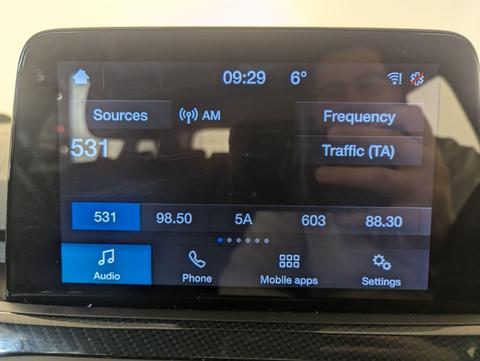 09:29 6°
Sources AM Frequency
531 Traffic (TA)
531 98.50 5A 603 88.30
Audio Phone Mobile apps Settings